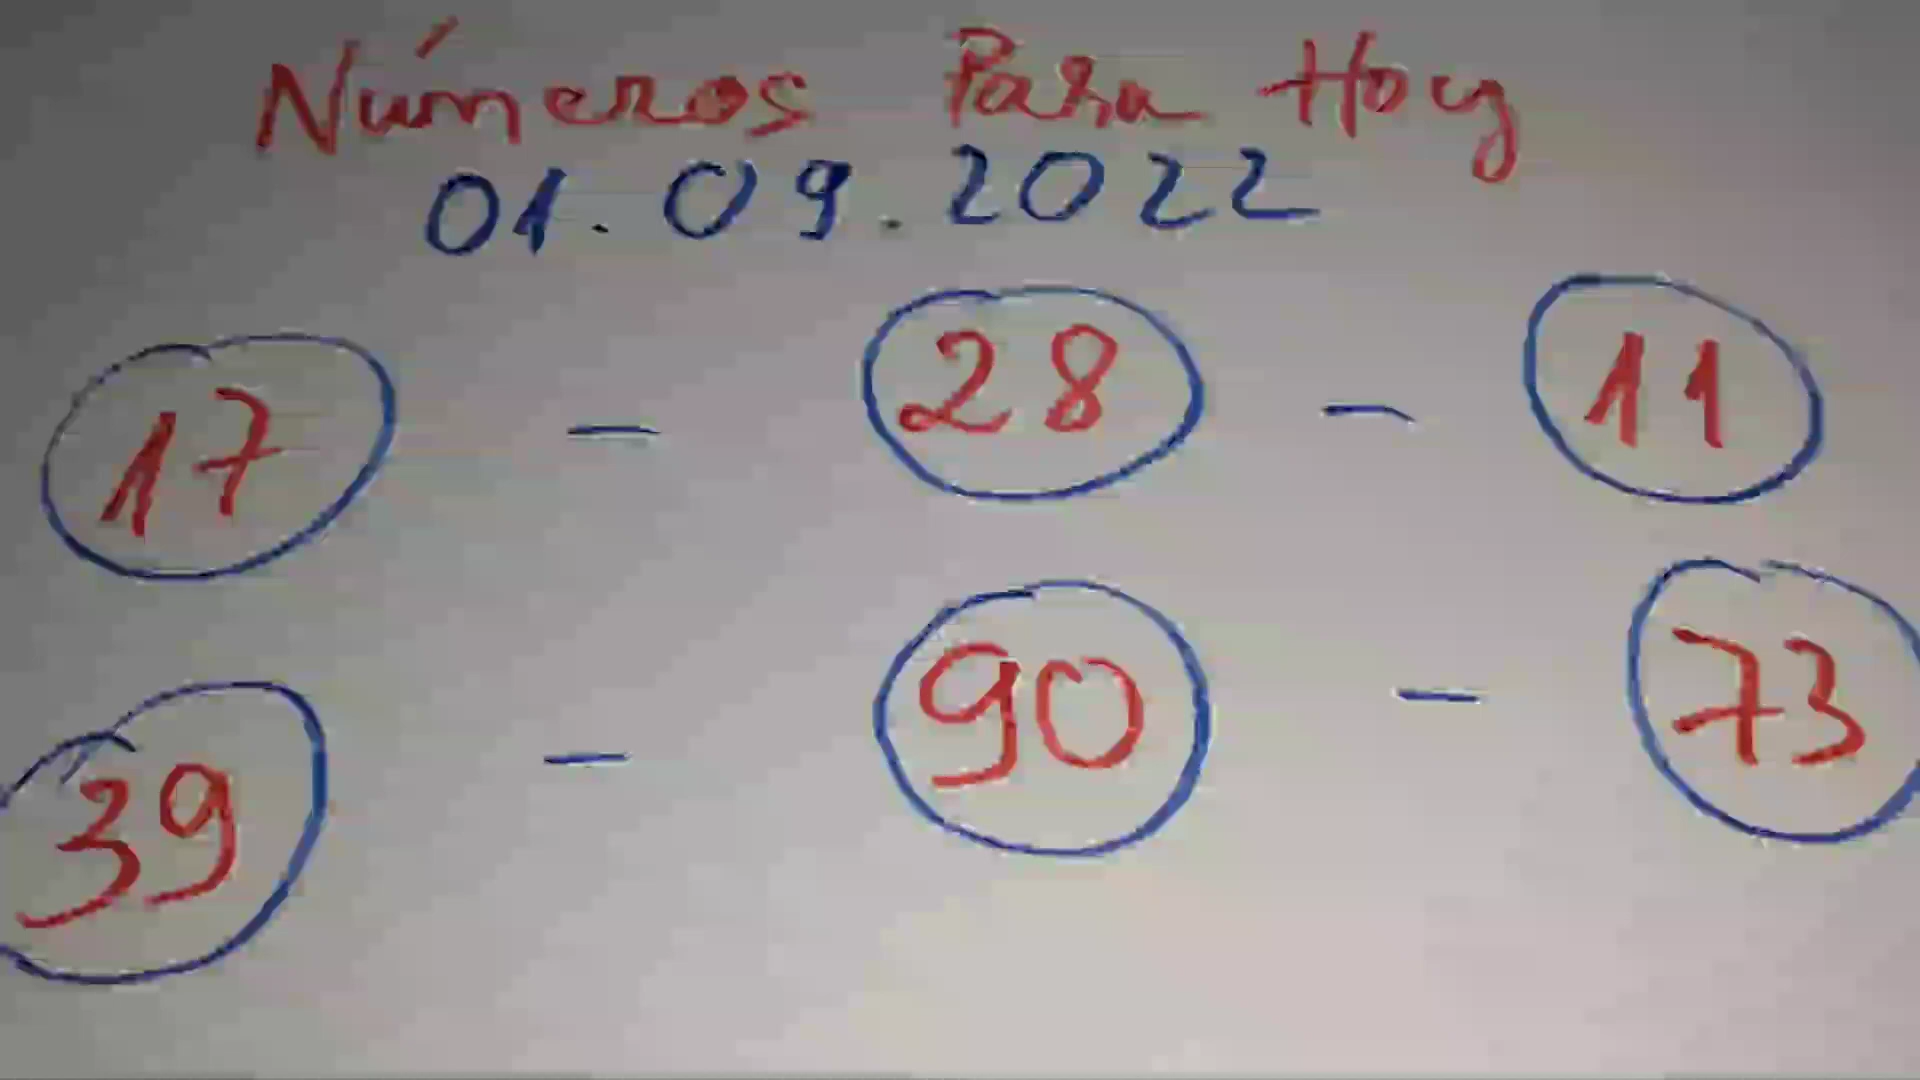 Números Para Hoy
01.09.2022
17 - 28 - 11
39 - 90 - 73